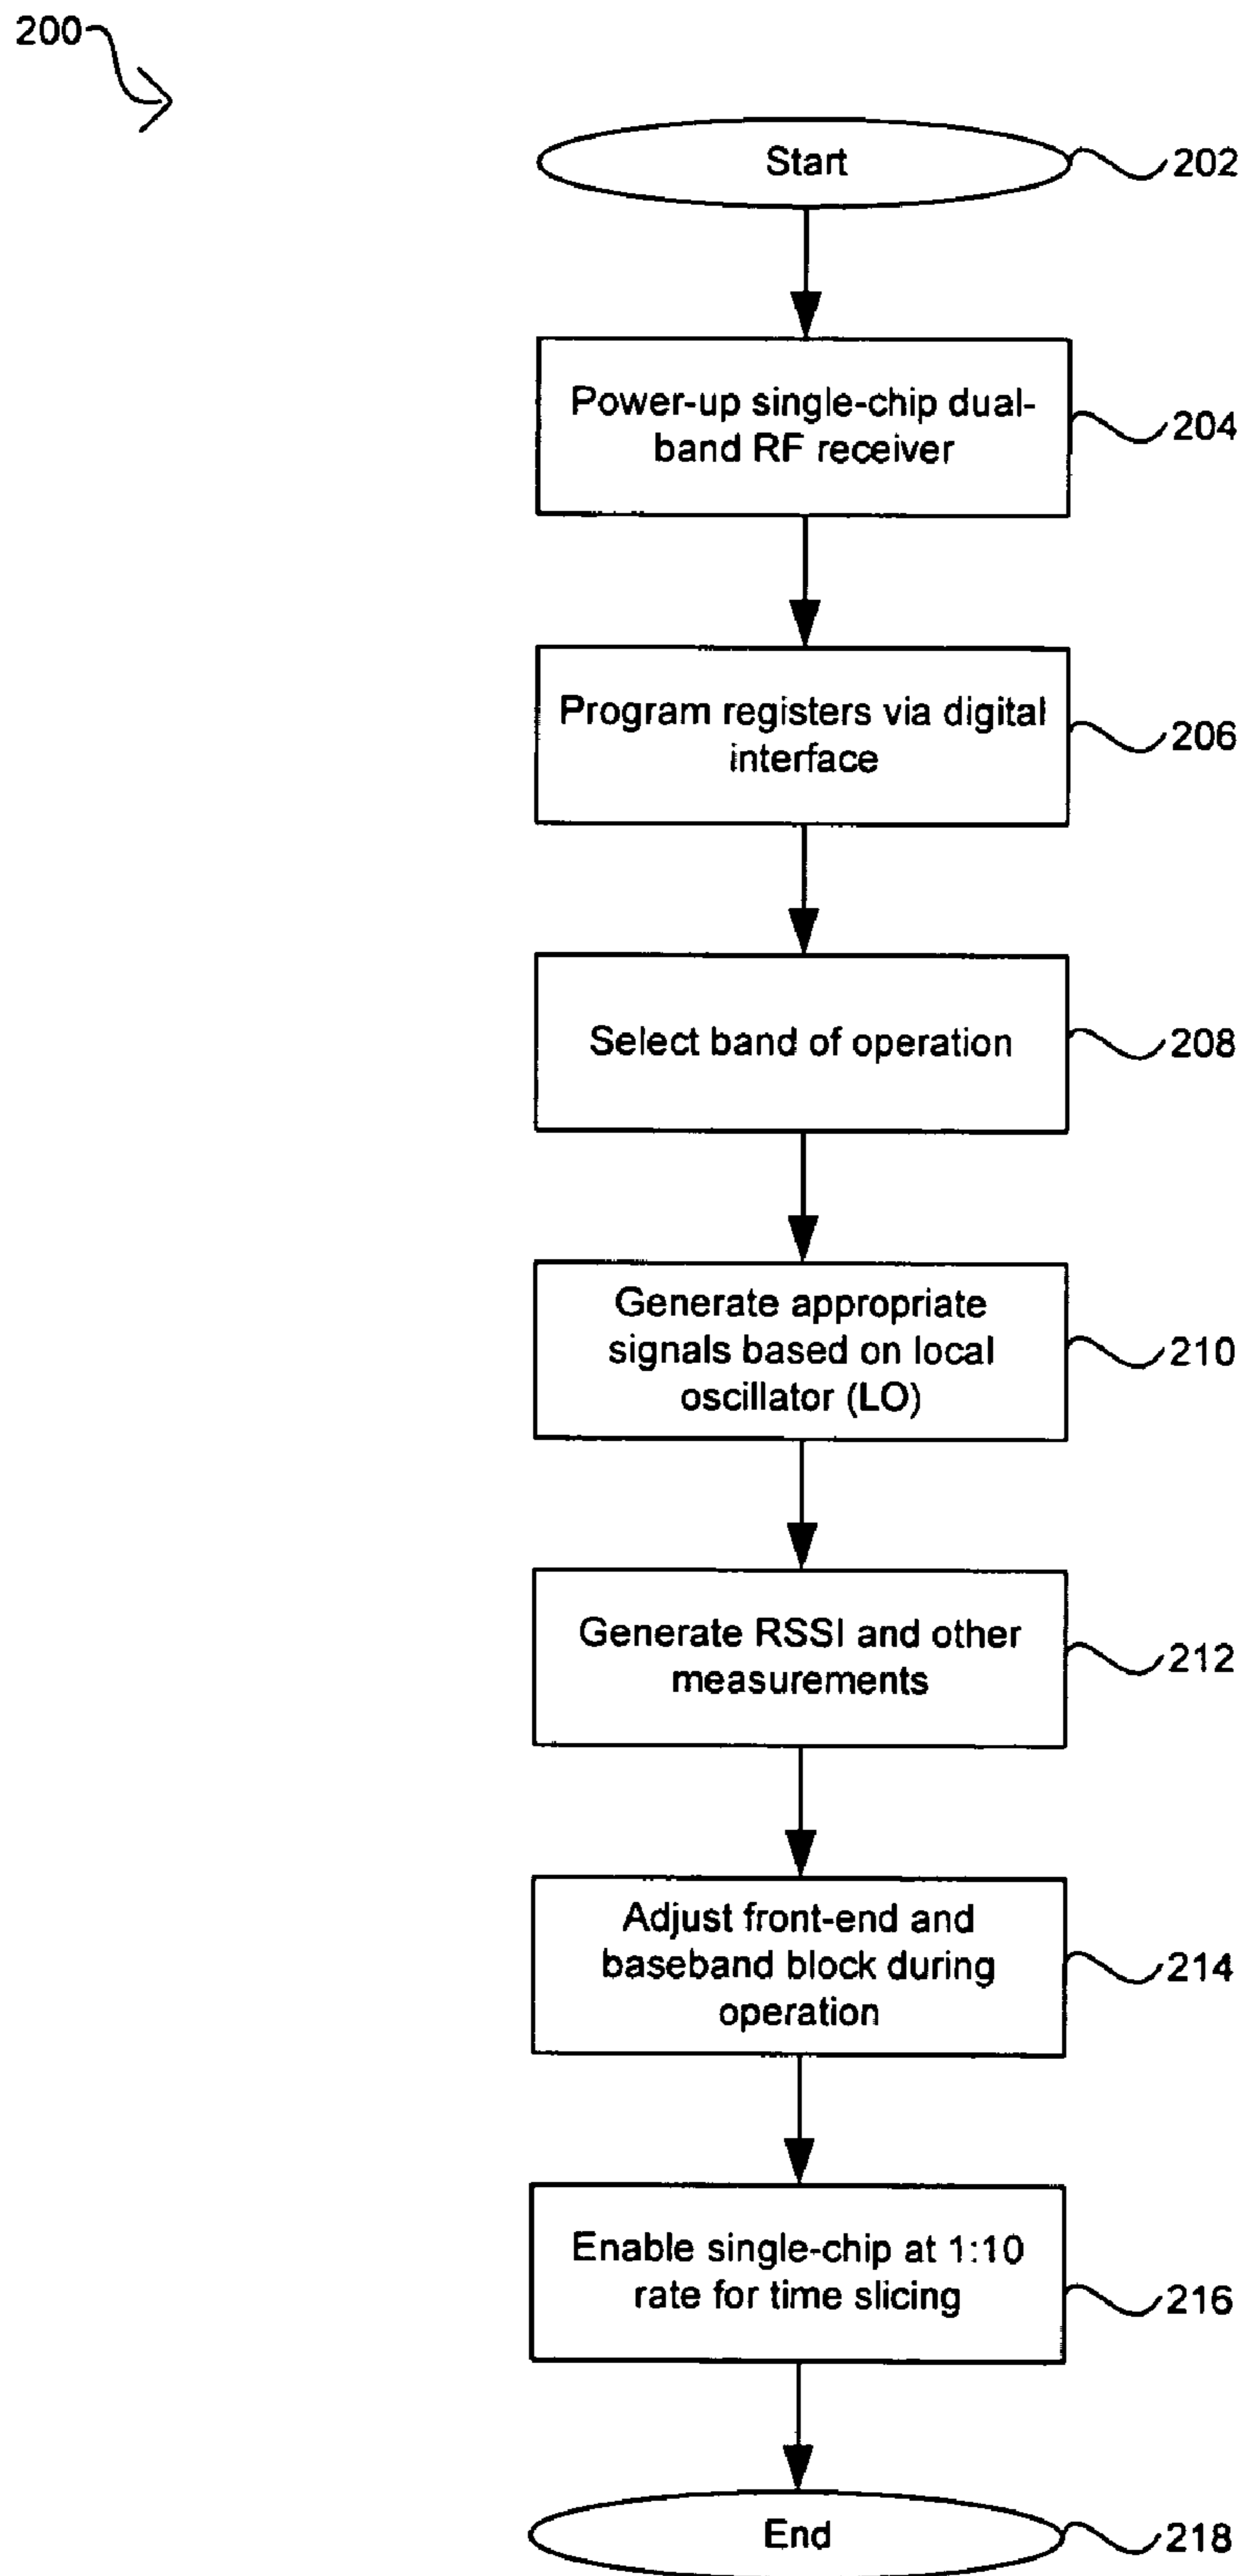 200
Start
202
Power-up single-chip dual-
band RF receiver
204
Program registers via digital
interface
206
Select band of operation
208
Generate appropriate
signals based on local
oscillator (LO)
210
Generate RSSI and other
measurements
212
Adjust front-end and
baseband block during
operation
214
Enable single-chip at 1:10
rate for time slicing
216
End
218